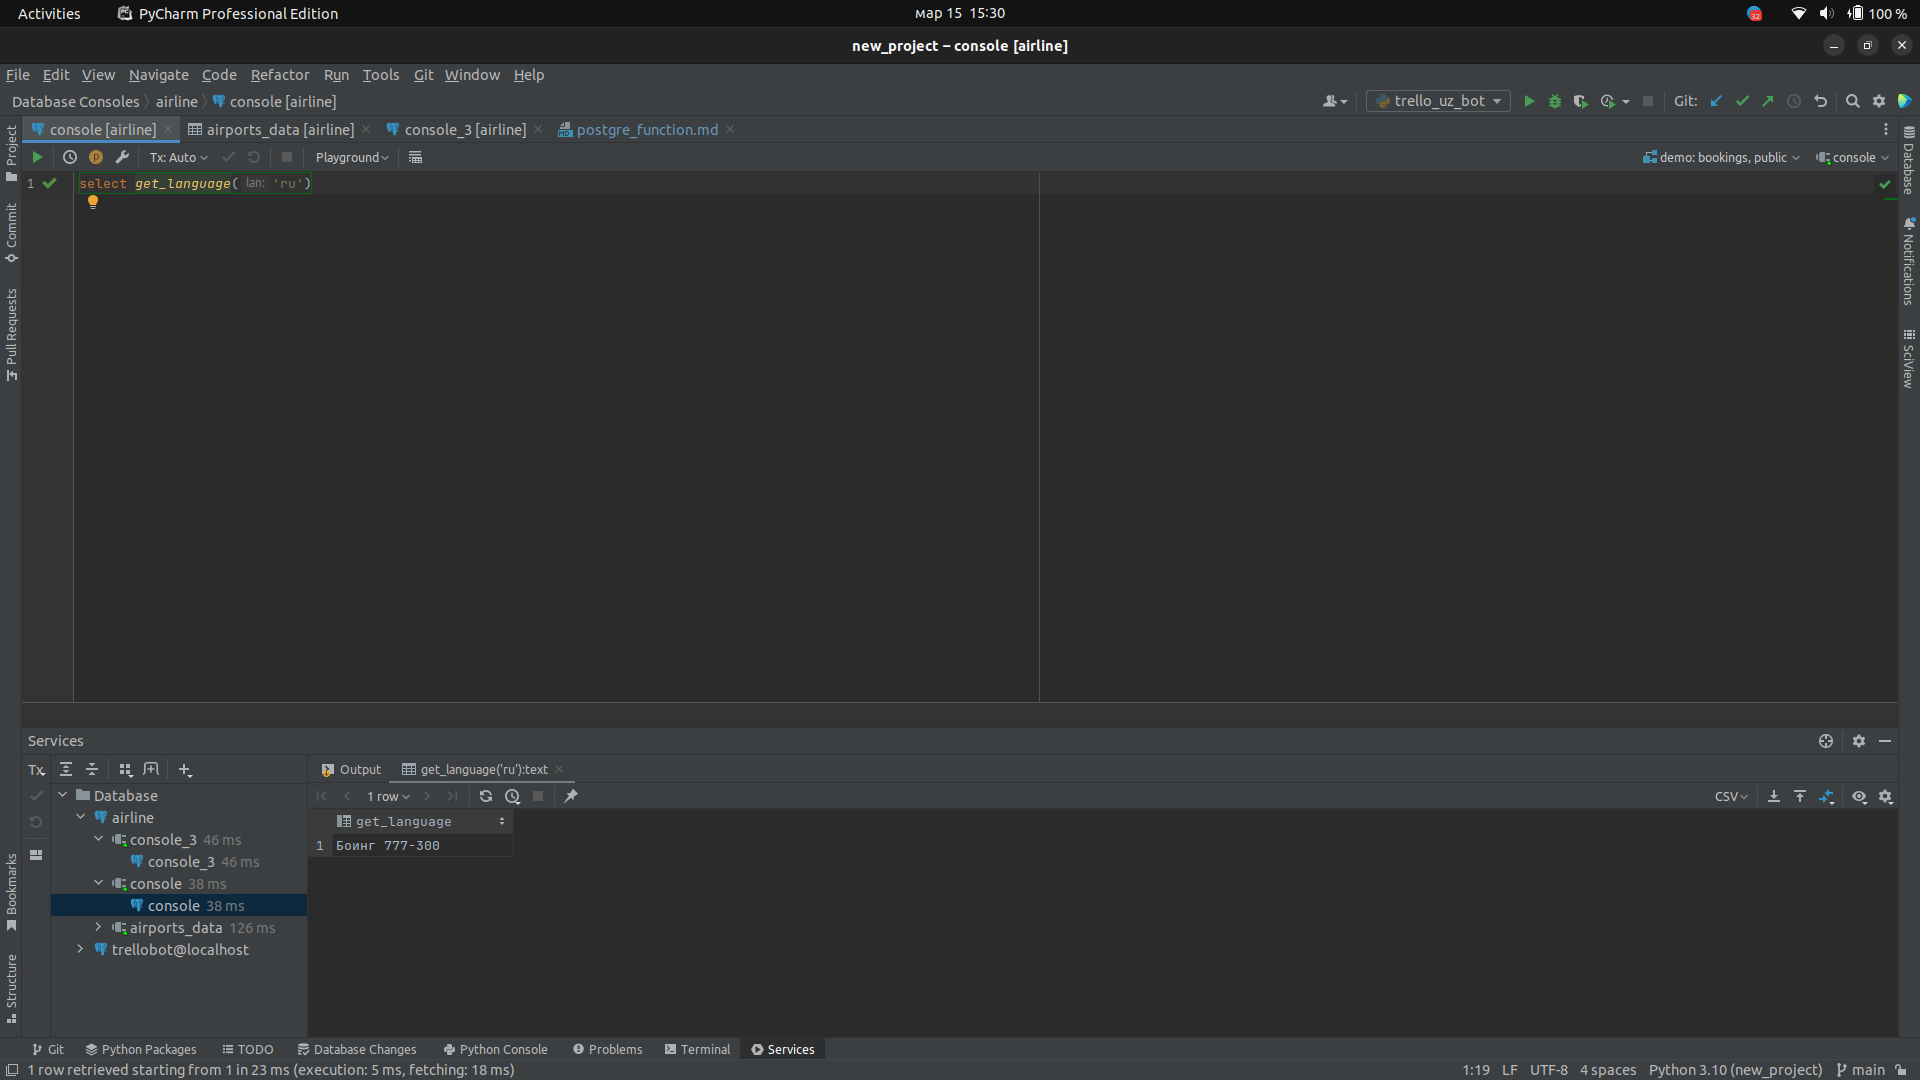 Activities PyCharm Professional Edition мар 15 15:30 32 100 %
new_project – console [airline]
File Edit View Navigate Code Refactor Run Tools Git Window Help
Database Consoles airline console [airline] trello_uz_bot Git:
console [airline] airports_data [airline] console_3 [airline] postgre_function.md
Tx: Auto Playground demo: bookings, public console
1 select get_language( lan: 'ru')
Project
Commit
Pull Requests
Bookmarks
Structure
Database
Notifications
SciView
Services
Tx Output get_language('ru'):text
Database 1 row CSV
airline
get_language
console_3 46 ms
1 Боинг 777-300
console_3 46 ms
console 38 ms
console 38 ms
airports_data 126 ms
trellobot@localhost
Git Python Packages TODO Database Changes Python Console Problems Terminal Services
1 row retrieved starting from 1 in 23 ms (execution: 5 ms, fetching: 18 ms) 1:19 LF UTF-8 4 spaces Python 3.10 (new_project) main